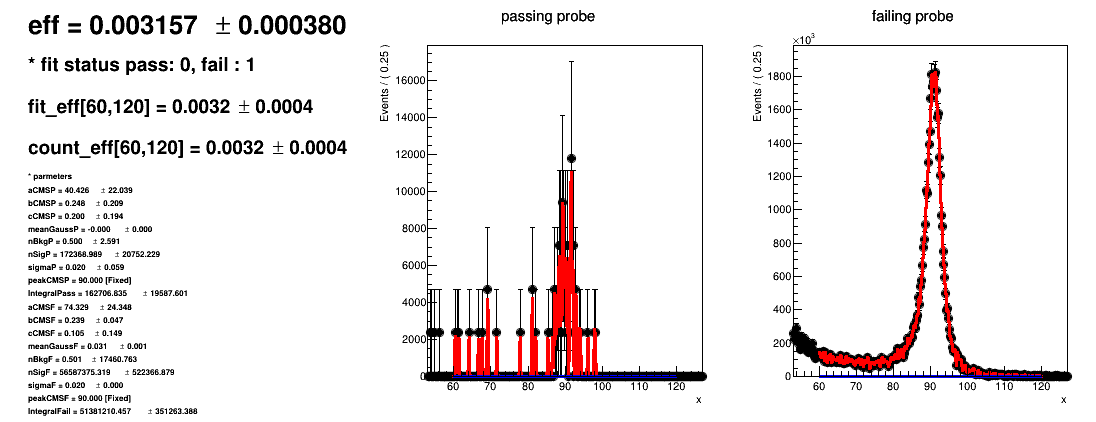 eff = 0.003157 ± 0.000380
* fit status pass: 0, fail : 1
fit_eff[60,120] = 0.0032 ± 0.0004
count_eff[60,120] = 0.0032 ± 0.0004
* parmeters
aCMSP = 40.426 ± 22.039
bCMSP = 0.248 ± 0.209
cCMSP = 0.200 ± 0.194
meanGaussP = -0.000 ± 0.000
nBkgP = 0.500 ± 2.591
nSigP = 172368.989 ± 20752.229
sigmaP = 0.020 ± 0.059
peakCMSP = 90.000 [Fixed]
IntegralPass = 162706.835 ± 19587.601
aCMSF = 74.329 ± 24.348
bCMSF = 0.239 ± 0.047
cCMSF = 0.105 ± 0.149
meanGaussF = 0.031 ± 0.001
nBkgF = 0.501 ± 17460.763
nSigF = 56587375.319 ± 522366.879
sigmaF = 0.020 ± 0.000
peakCMSF = 90.000 [Fixed]
IntegralFail = 51381210.457 ± 351263.388
passing probe
Events / ( 0.25 )
16000
14000
12000
10000
8000
6000
4000
2000
0
60 70 80 90 100 110 120
x
failing probe
×10³
Events / ( 0.25 )
1800
1600
1400
1200
1000
800
600
400
200
0
60 70 80 90 100 110 120
x